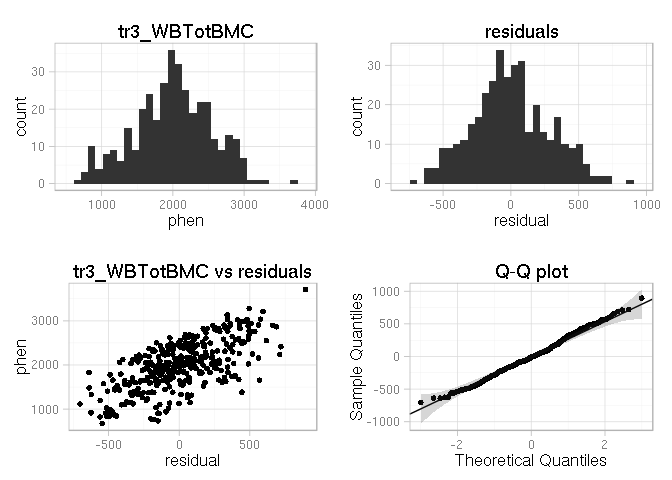 tr3_WBTotBMC
count
30
20
10
0
1000
2000
3000
4000
phen
residuals
count
30
20
10
0
-500
0
500
1000
residual
tr3_WBTotBMC vs residuals
phen
3000
2000
1000
-500
0
500
residual
Q-Q plot
Sample Quantiles
1000
500
0
-500
-1000
-2
0
2
Theoretical Quantiles